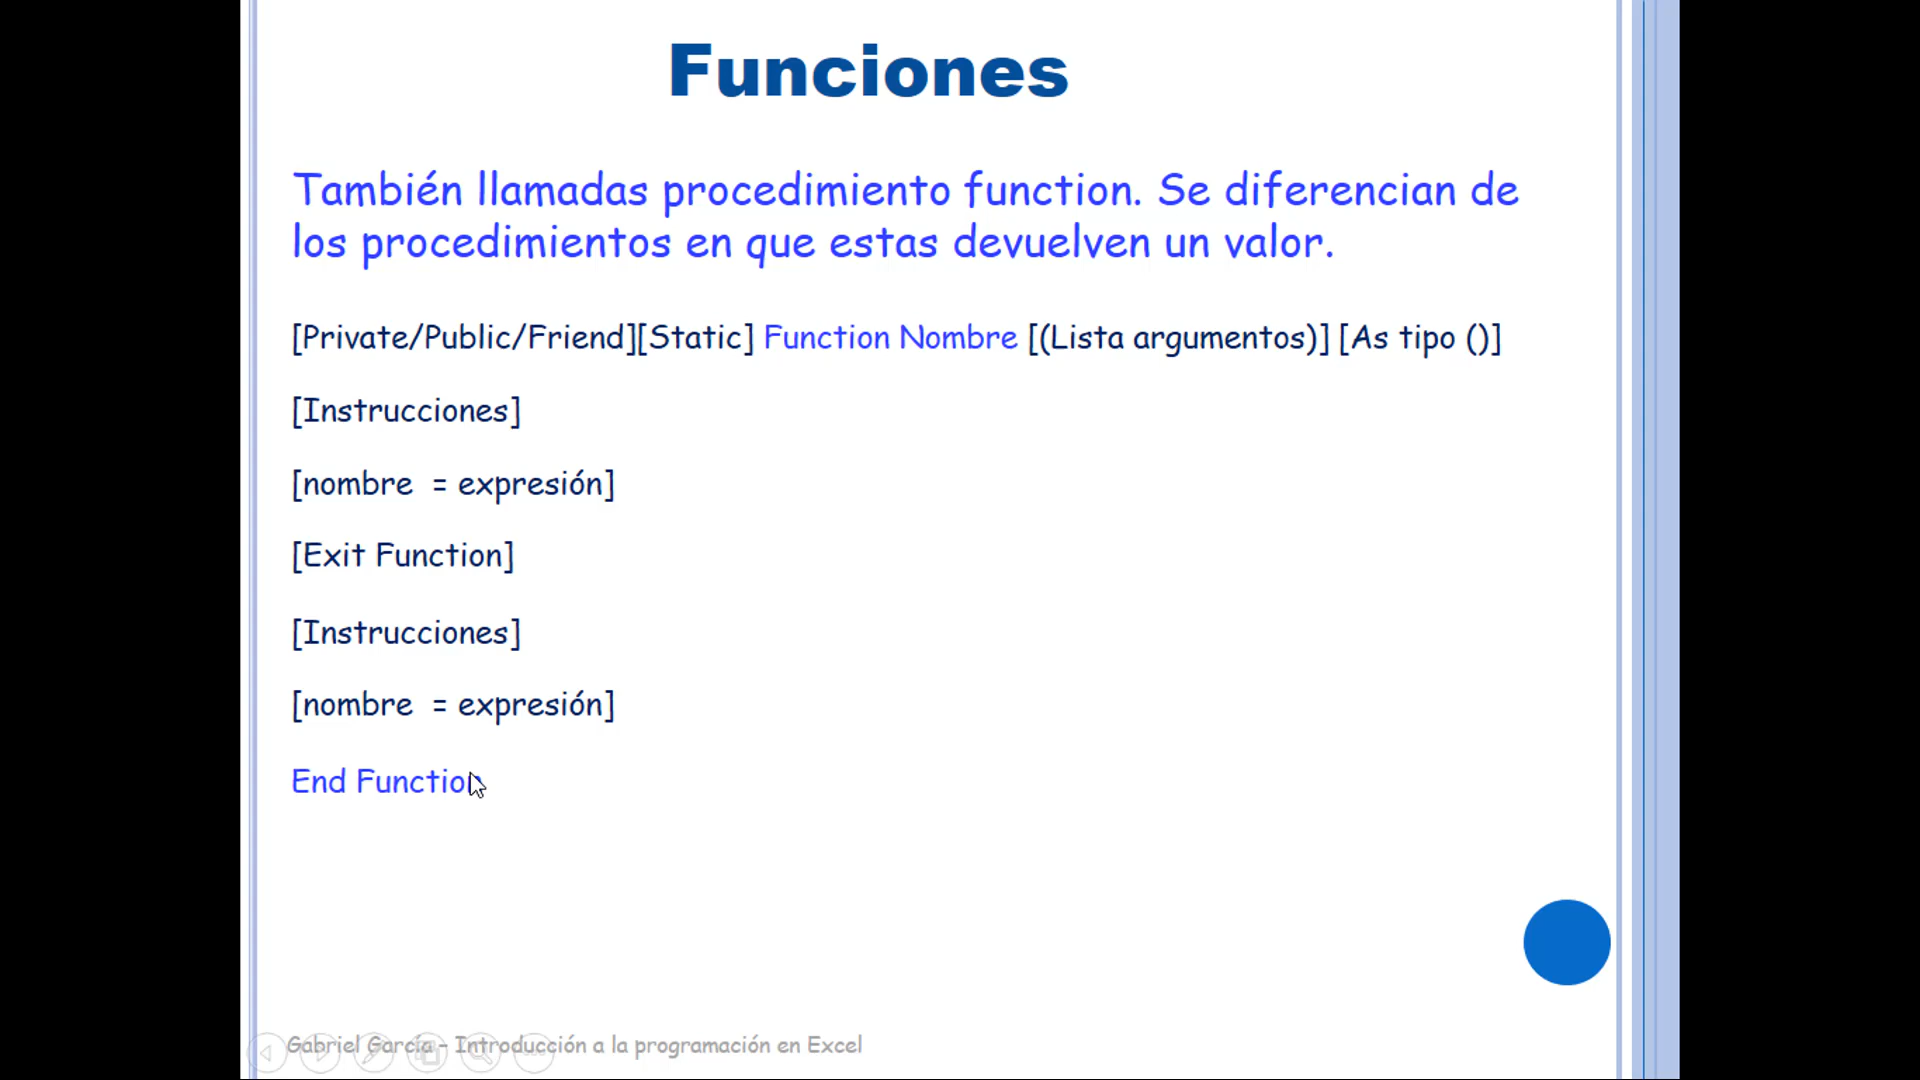 Funciones
También llamadas procedimiento function. Se diferencian de
los procedimientos en que estas devuelven un valor.
[Private/Public/Friend][Static] Function Nombre [(Lista argumentos)] [As tipo ()]
[Instrucciones]
[nombre  = expresión]
[Exit Function]
[Instrucciones]
[nombre  = expresión]
End Function
Gabriel García – Introducción a la programación en Excel